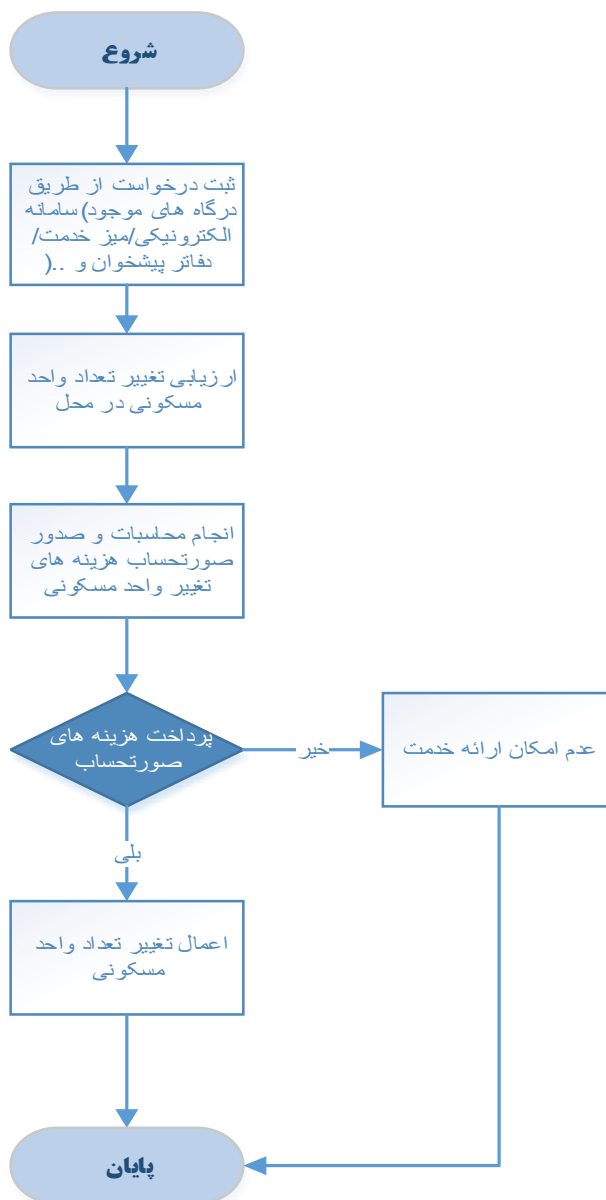 شروع
ثبت درخواست از طریق
درگاه های موجود)سامانه
الکترونیکی/میز خدمت/
دفاتر پیشخوان و ..(
ارزیابی تغییر تعداد واحد
مسکونی در محل
انجام محاسبات و صدور
صورتحساب هزینه های
تغییر واحد مسکونی
پرداخت هزینه های
صورتحساب
خیر
عدم امکان ارائه خدمت
بلی
اعمال تغییر تعداد واحد
مسکونی
پایان